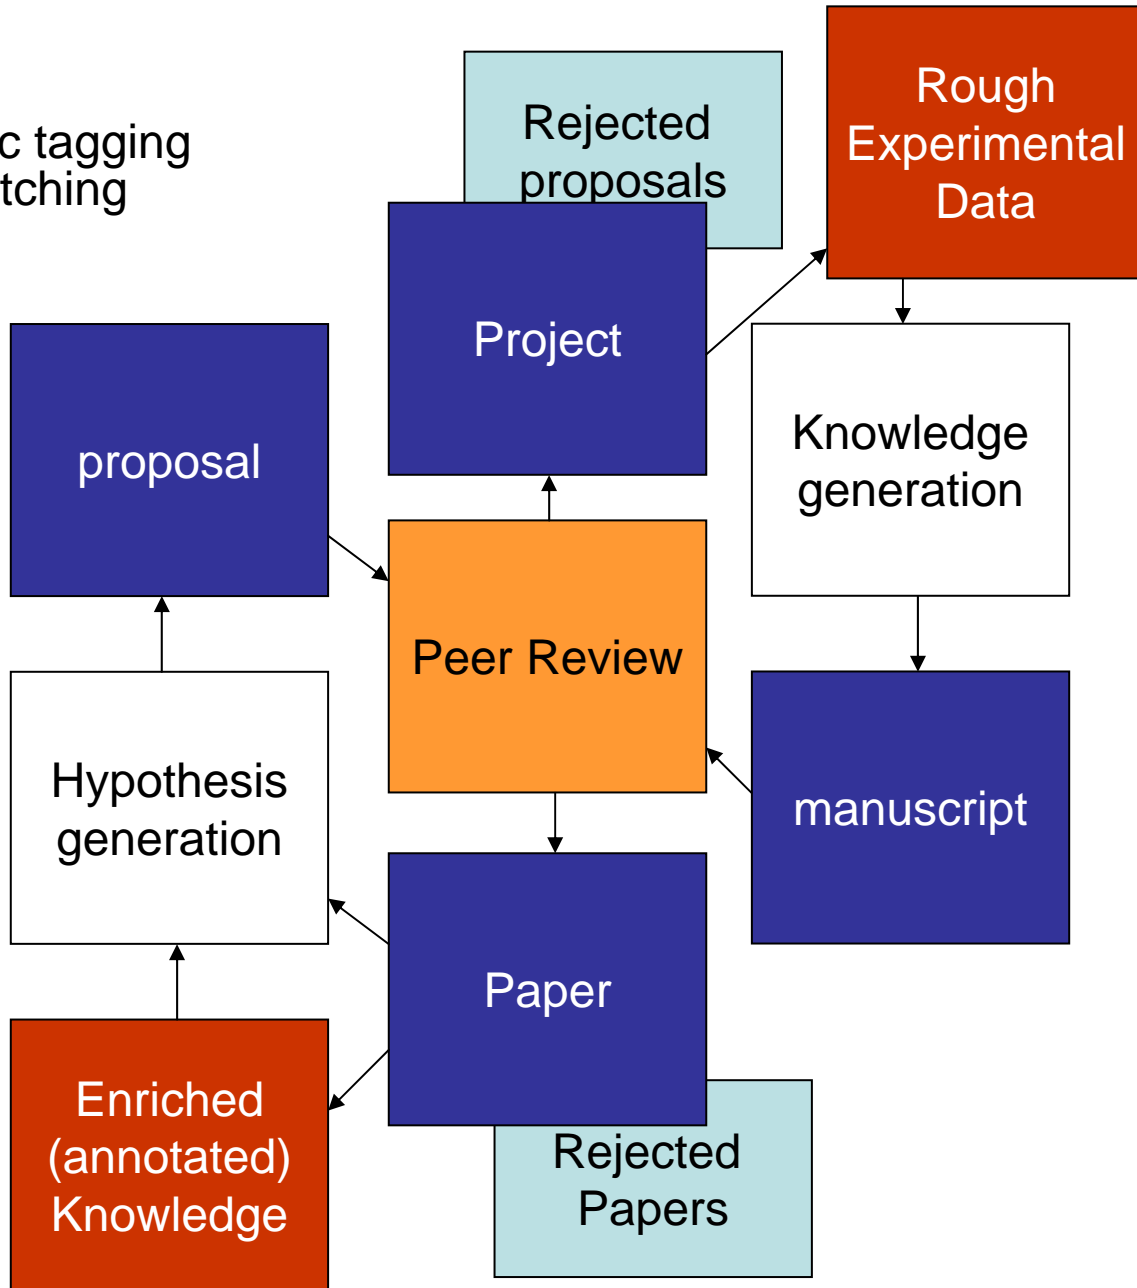 c tagging
tching
Rejected
proposals
Rough
Experimental
Data
Project
proposal
Knowledge
generation
Peer Review
Hypothesis
generation
manuscript
Paper
Enriched
(annotated)
Knowledge
Rejected
Papers